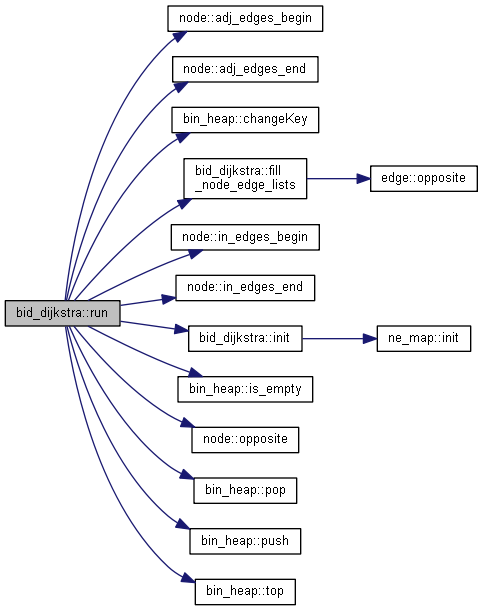 node::adj_edges_begin
node::adj_edges_end
bin_heap::changeKey
bid_dijkstra::fill
_node_edge_lists
edge::opposite
node::in_edges_begin
node::in_edges_end
bid_dijkstra::run
bid_dijkstra::init
ne_map::init
bin_heap::is_empty
node::opposite
bin_heap::pop
bin_heap::push
bin_heap::top